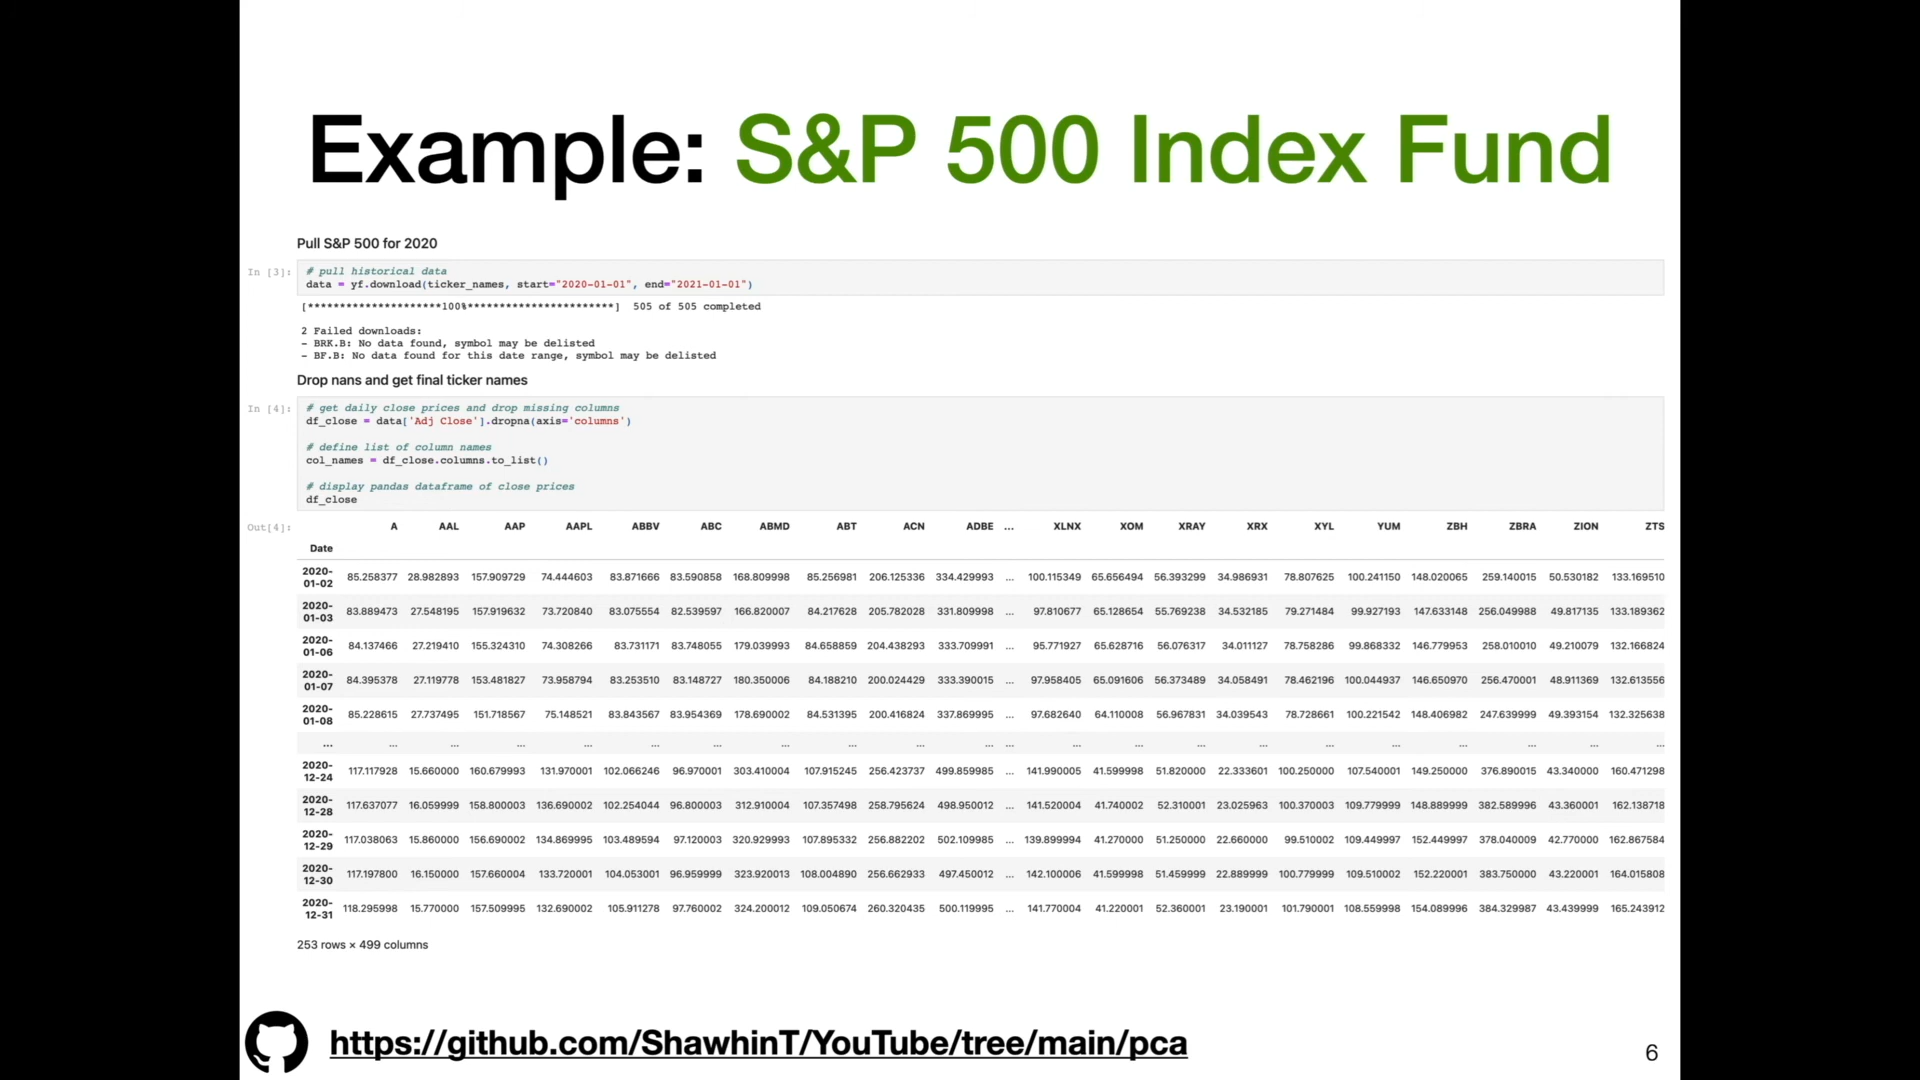 Example: S&P 500 Index Fund
Pull S&P 500 for 2020
In [3]:
# pull historical data
data = yf.download(ticker_names, start="2020-01-01", end="2021-01-01")
[*********************100%***********************]  505 of 505 completed
2 Failed downloads:
- BRK.B: No data found, symbol may be delisted
- BF.B: No data found for this date range, symbol may be delisted
Drop nans and get final ticker names
In [4]:
# get daily close prices and drop missing columns
df_close = data['Adj Close'].dropna(axis='columns')
# define list of column names
col_names = df_close.columns.to_list()
# display pandas dataframe of close prices
df_close
Out[4]:
A AAL AAP AAPL ABBV ABC ABMD ABT ACN ADBE ... XLNX XOM XRAY XRX XYL YUM ZBH ZBRA ZION ZTS
Date
2020-01-02 85.258377 28.982893 157.909729 74.444603 83.871666 83.590858 168.809998 85.256981 206.125336 334.429993 ... 100.115349 65.656494 56.393299 34.986931 78.807625 100.241150 148.020065 259.140015 50.530182 133.169510
2020-01-03 83.889473 27.548195 157.919632 73.720840 83.075554 82.539597 166.820007 84.217628 205.782028 331.809998 ... 97.810677 65.128654 55.769238 34.532185 79.271484 99.927193 147.633148 256.049988 49.817135 133.189362
2020-01-06 84.137466 27.219410 155.324310 74.308266 83.731171 83.748055 179.039993 84.658859 204.438293 333.709991 ... 95.771927 65.628716 56.076317 34.011127 78.758286 99.868332 146.779953 258.010010 49.210079 132.166824
2020-01-07 84.395378 27.119778 153.481827 73.958794 83.253510 83.148727 180.350006 84.188210 200.024429 333.390015 ... 97.958405 65.091606 56.373489 34.058491 78.462196 100.044937 146.650970 256.470001 48.911369 132.613556
2020-01-08 85.228615 27.737495 151.718567 75.148521 83.843567 83.954369 178.690002 84.531395 200.416824 337.869995 ... 97.682640 64.110008 56.967831 34.039543 78.728661 100.221542 148.406982 247.639999 49.393154 132.325638
... ... ... ... ... ... ... ... ... ... ... ... ... ... ... ... ... ... ... ... ... ...
2020-12-24 117.117928 15.660000 160.679993 131.970001 102.066246 96.970001 303.410004 107.915245 256.423737 499.859985 ... 141.990005 41.599998 51.820000 22.333601 100.250000 107.540001 149.250000 376.890015 43.340000 160.471298
2020-12-28 117.637077 16.059999 158.800003 136.690002 102.254044 96.800003 312.910004 107.357498 258.795624 498.950012 ... 141.520004 41.740002 52.310001 23.025963 100.370003 109.779999 148.889999 382.589996 43.360001 162.138718
2020-12-29 117.038063 15.860000 156.690002 134.869995 103.489594 97.120003 320.929993 107.895332 256.882202 502.109985 ... 139.899994 41.270000 51.250000 22.660000 99.510002 109.449997 152.449997 378.040009 42.770000 162.867584
2020-12-30 117.197800 16.150000 157.660004 133.720001 104.053001 96.959999 323.920013 108.004890 256.662933 497.450012 ... 142.100006 41.599998 51.459999 22.889999 100.779999 109.510002 152.220001 383.750000 43.220001 164.015808
2020-12-31 118.295998 15.770000 157.509995 132.690002 105.911278 97.760002 324.200012 109.050674 260.320435 500.119995 ... 141.770004 41.220001 52.360001 23.190001 101.790001 108.559998 154.089996 384.329987 43.439999 165.243912
253 rows × 499 columns
https://github.com/ShawhinT/YouTube/tree/main/pca
6